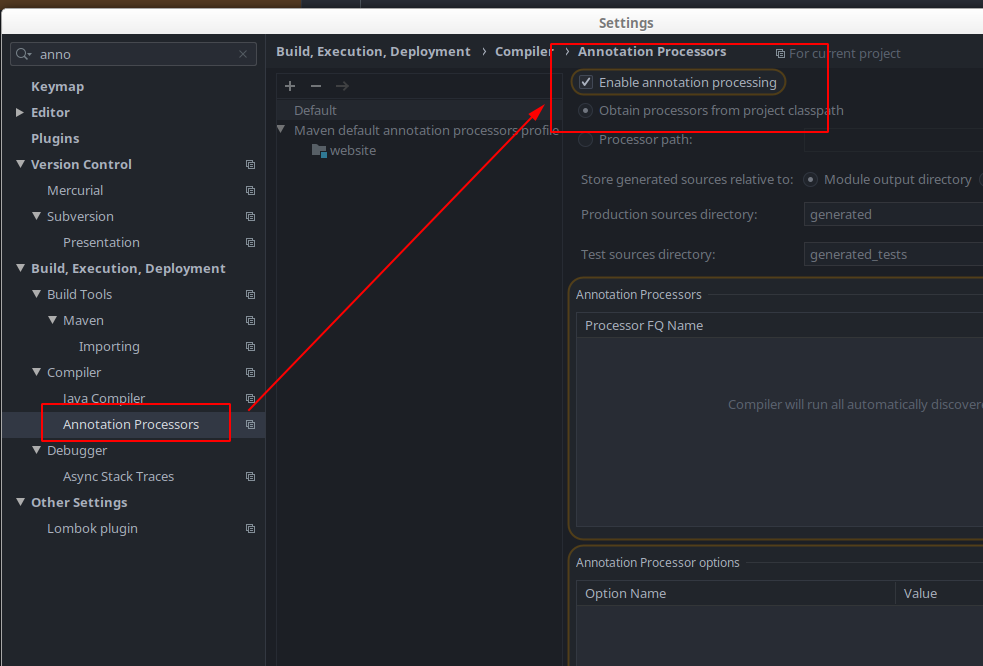 Settings
anno
Keymap
Editor
Plugins
Version Control
Mercurial
Subversion
Presentation
Build, Execution, Deployment
Build Tools
Maven
Importing
Compiler
Java Compiler
Annotation Processors
Debugger
Async Stack Traces
Other Settings
Lombok plugin
Build, Execution, Deployment › Compiler › Annotation Processors
For current project
Default
Maven default annotation processors profile
website
Enable annotation processing
Obtain processors from project classpath
Processor path:
Store generated sources relative to: Module output directory
Production sources directory: generated
Test sources directory: generated_tests
Annotation Processors
Processor FQ Name
Compiler will run all automatically discovere
Annotation Processor options
Option Name Value